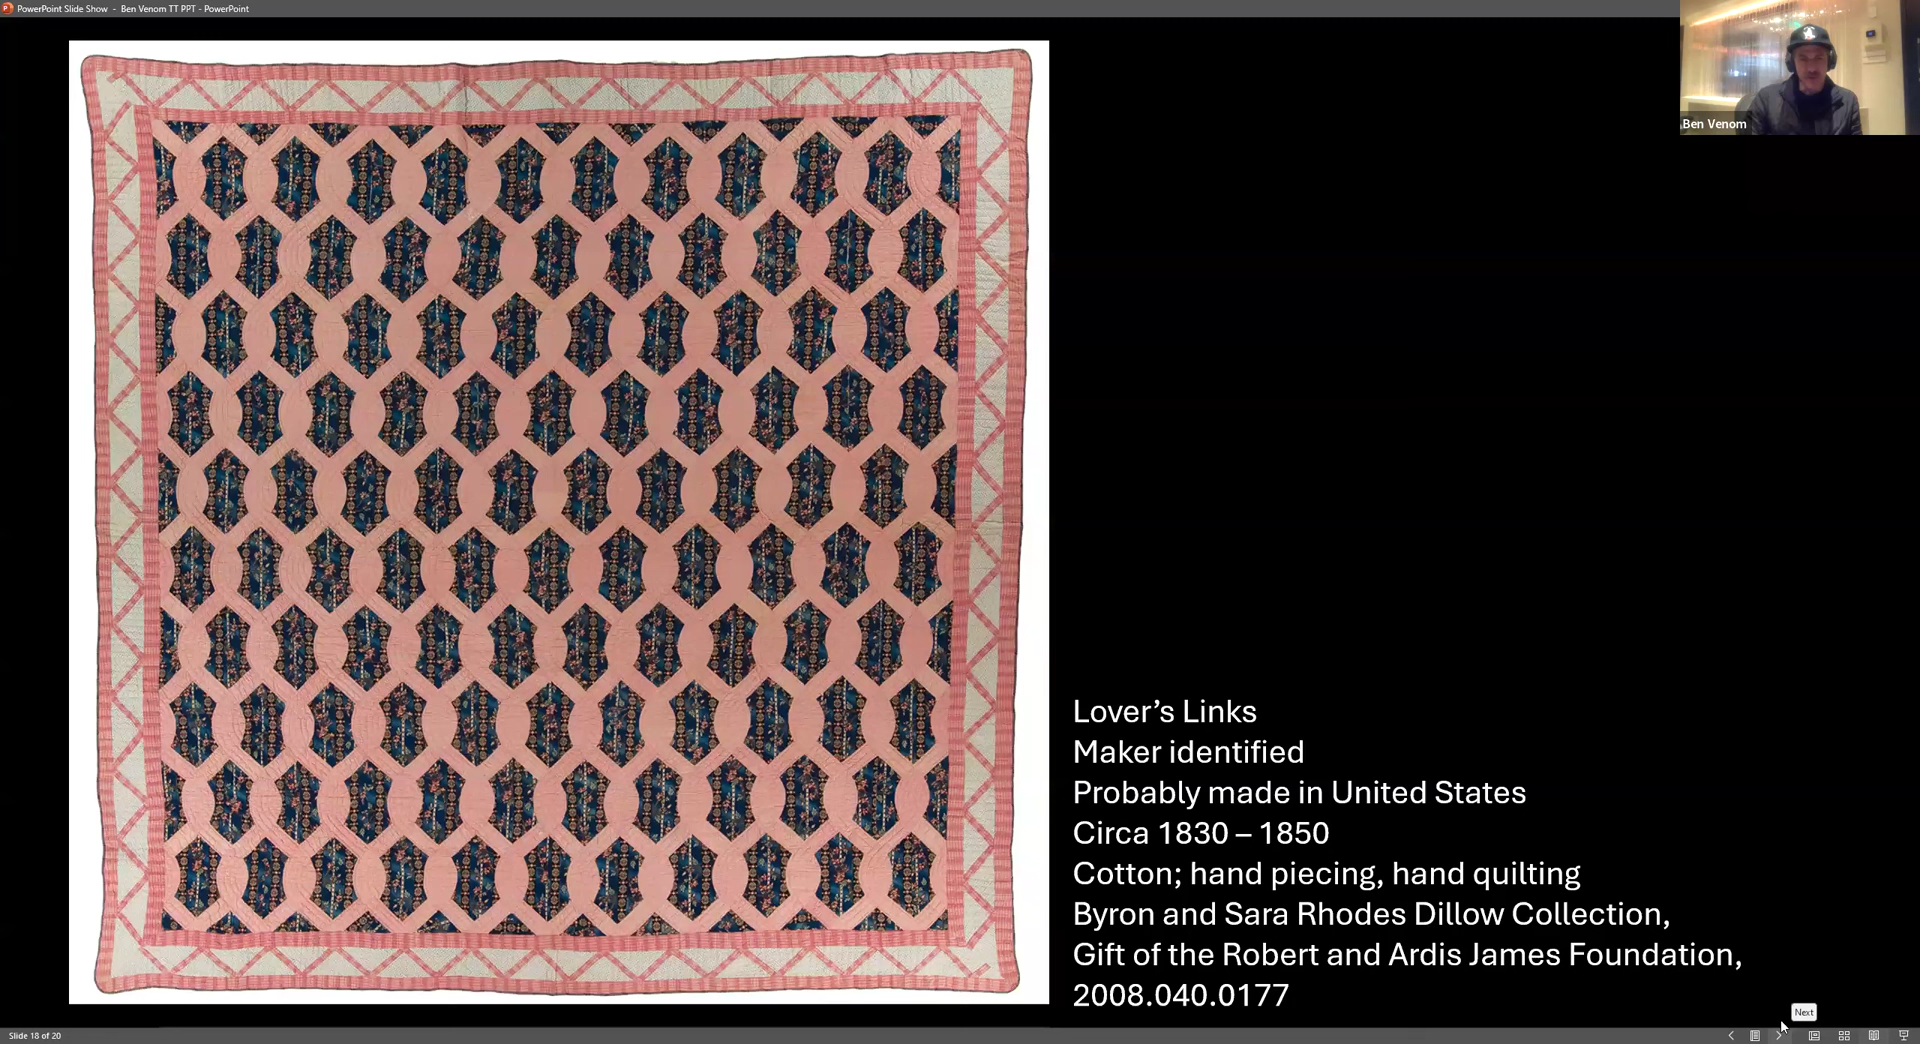 PowerPoint Slide Show - Ben Venom TT PPT - PowerPoint
Ben Venom
Lover's Links
Maker identified
Probably made in United States
Circa 1830 – 1850
Cotton; hand piecing, hand quilting
Byron and Sara Rhodes Dillow Collection,
Gift of the Robert and Ardis James Foundation,
2008.040.0177
Next
Slide 18 of 20